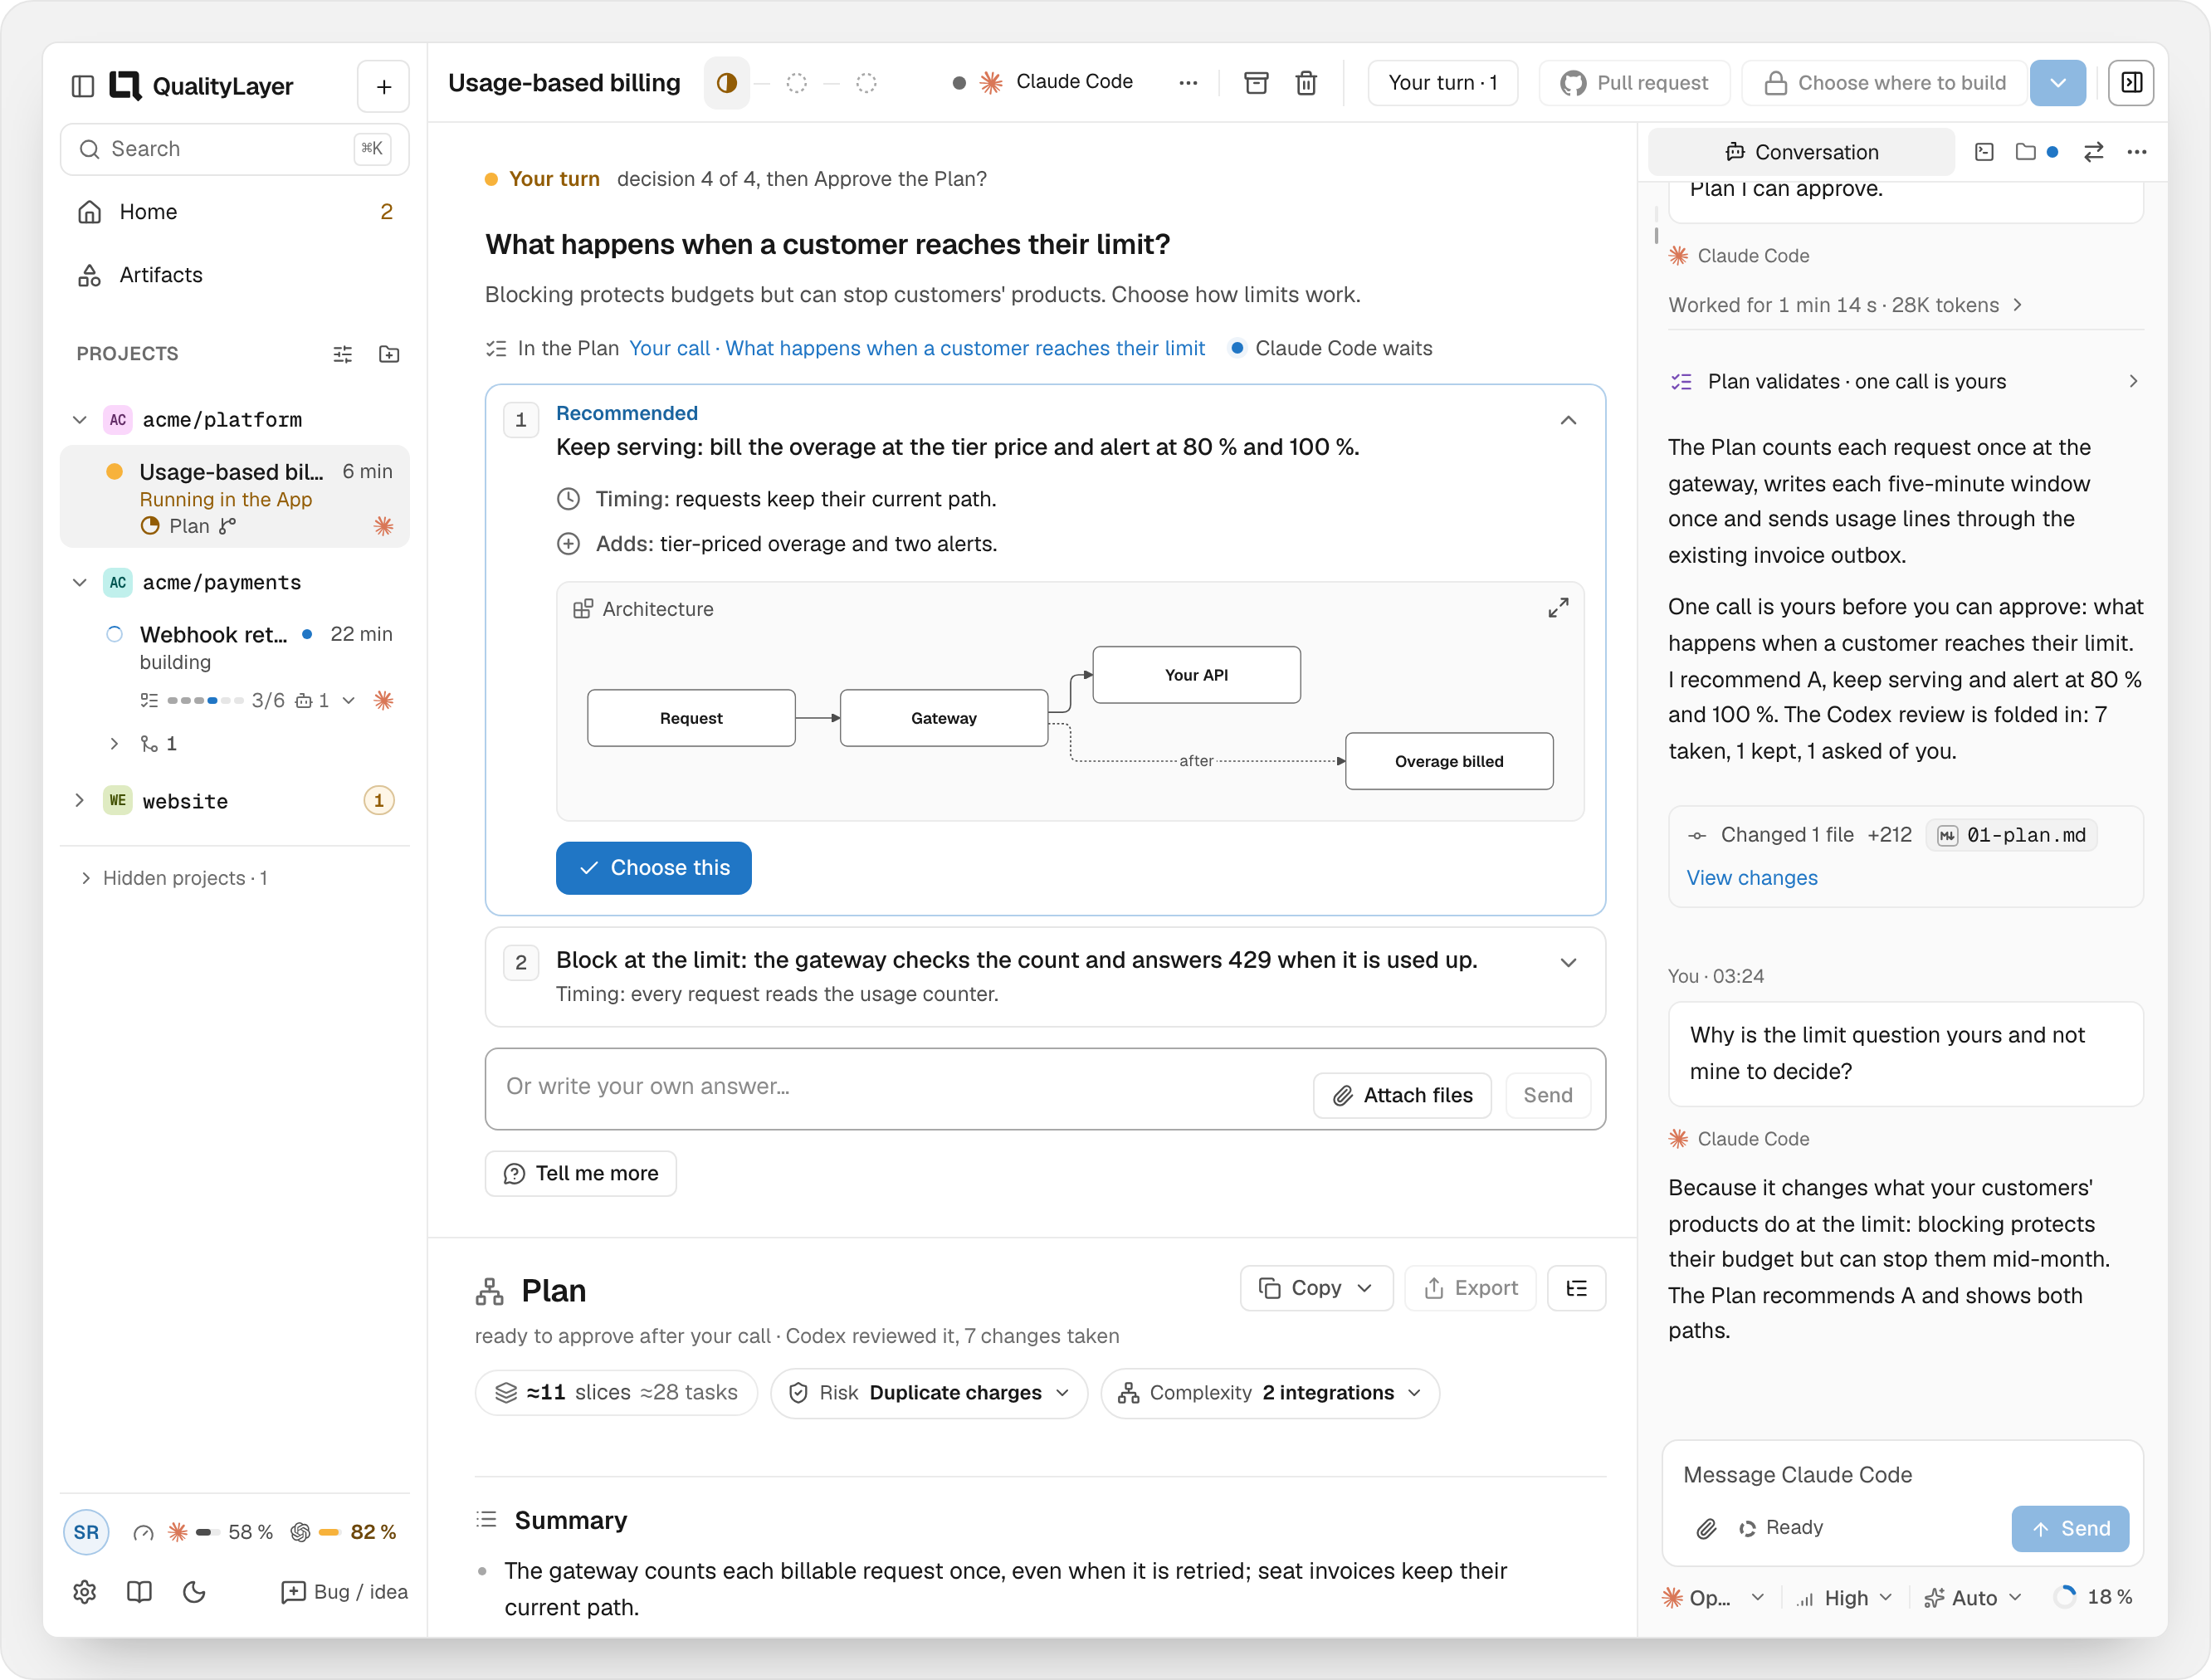 QualityLayer
+
Search
⌘K
Home
2
Artifacts
PROJECTS
AC
acme/platform
Usage-based bil...
6 min
Running in the App
Plan
AC
acme/payments
Webhook ret...
22 min
building
3/6
1
1
WE
website
1
Hidden projects · 1
SR
58 %
82 %
Bug / idea
Usage-based billing
Claude Code
Your turn · 1
Pull request
Choose where to build
Your turn
decision 4 of 4, then Approve the Plan?
What happens when a customer reaches their limit?
Blocking protects budgets but can stop customers' products. Choose how limits work.
In the Plan
Your call · What happens when a customer reaches their limit
Claude Code waits
1
Recommended
Keep serving: bill the overage at the tier price and alert at 80 % and 100 %.
Timing: requests keep their current path.
Adds: tier-priced overage and two alerts.
Architecture
Request
Gateway
Your API
after
Overage billed
Choose this
2
Block at the limit: the gateway checks the count and answers 429 when it is used up.
Timing: every request reads the usage counter.
Or write your own answer...
Attach files
Send
Tell me more
Plan
Copy
Export
ready to approve after your call · Codex reviewed it, 7 changes taken
≈11 slices ≈28 tasks
Risk Duplicate charges
Complexity 2 integrations
Summary
The gateway counts each billable request once, even when it is retried; seat invoices keep their
current path.
Conversation
Plan I can approve.
Claude Code
Worked for 1 min 14 s · 28K tokens
Plan validates · one call is yours
The Plan counts each request once at the
gateway, writes each five-minute window
once and sends usage lines through the
existing invoice outbox.
One call is yours before you can approve: what
happens when a customer reaches their limit.
I recommend A, keep serving and alert at 80 %
and 100 %. The Codex review is folded in: 7
taken, 1 kept, 1 asked of you.
Changed 1 file
+212
M↓
01-plan.md
View changes
You · 03:24
Why is the limit question yours and not
mine to decide?
Claude Code
Because it changes what your customers'
products do at the limit: blocking protects
their budget but can stop them mid-month.
The Plan recommends A and shows both
paths.
Message Claude Code
Ready
Send
Op...
High
Auto
18 %